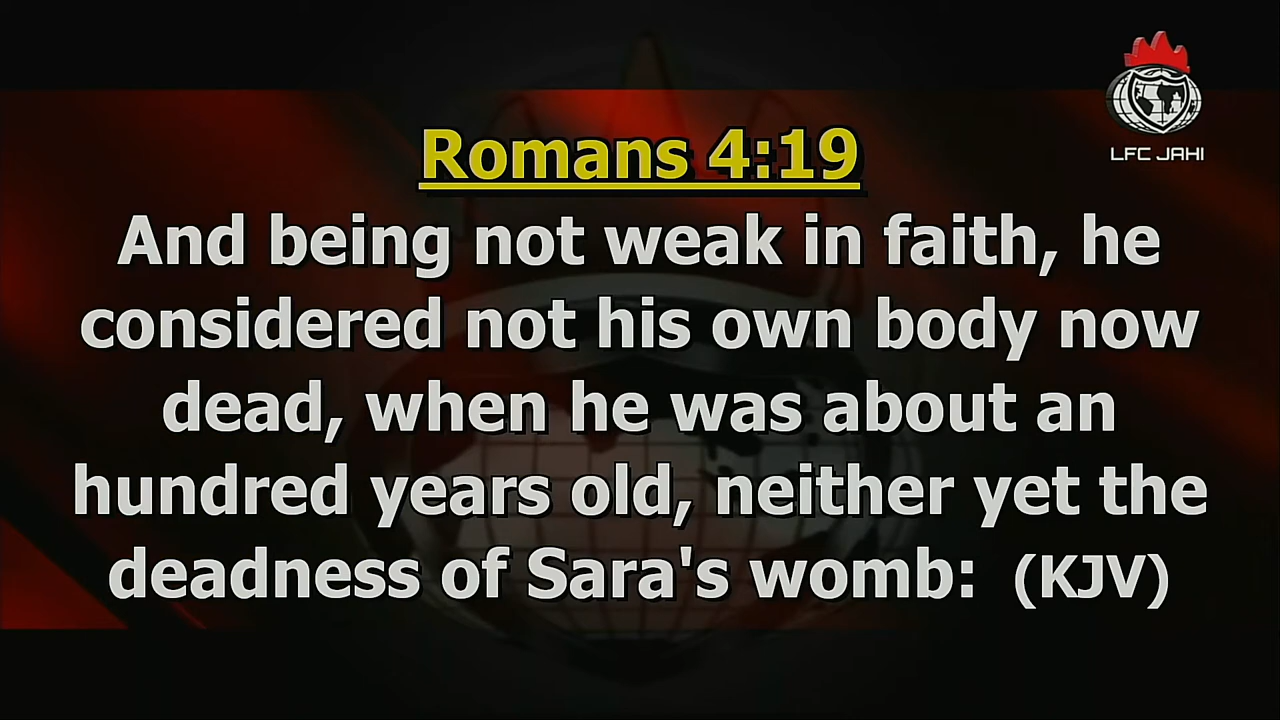 LFC JAHI
Romans 4:19
And being not weak in faith, he
considered not his own body now
dead, when he was about an
hundred years old, neither yet the
deadness of Sara's womb:  (KJV)